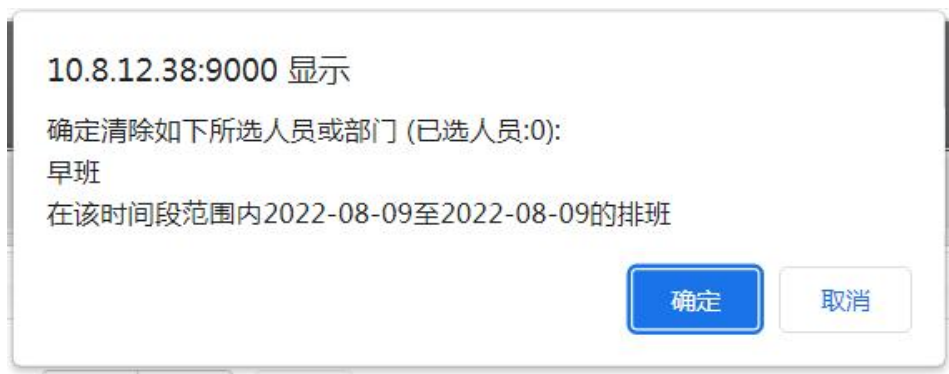 10.8.12.38:9000 显示
确定清除如下所选人员或部门 (已选人员:0):
早班
在该时间段范围内2022-08-09至2022-08-09的排班
确定
取消